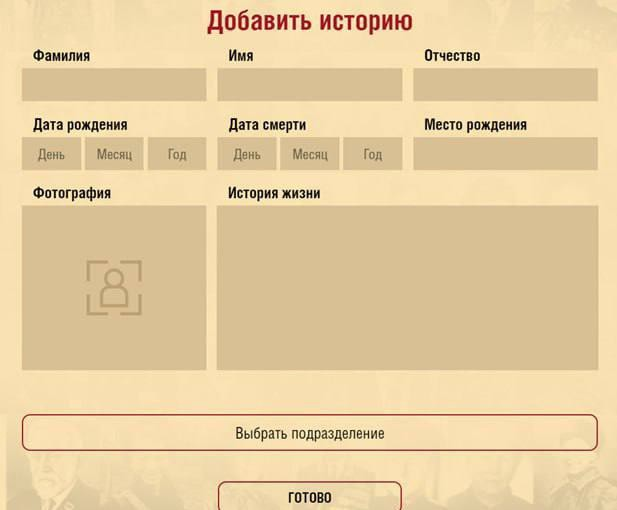 Добавить историю
Фамилия Имя Отчество
Дата рождения Дата смерти Место рождения
День Месяц Год День Месяц Год
Фотография История жизни
Выбрать подразделение
ГОТОВО